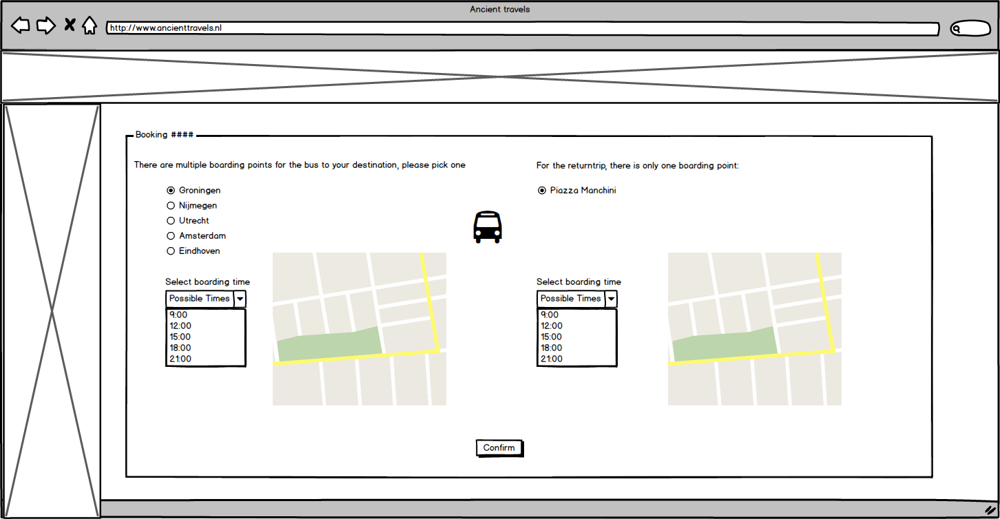 Ancient travels
http://www.ancienttravels.nl
Booking ####
There are multiple boarding points for the bus to your destination, please pick one
Groningen
Nijmegen
Utrecht
Amsterdam
Eindhoven
Select boarding time
Possible Times
9:00
12:00
15:00
18:00
21:00
For the returntrip, there is only one boarding point:
Piazza Manchini
Select boarding time
Possible Times
9:00
12:00
15:00
18:00
21:00
Confirm